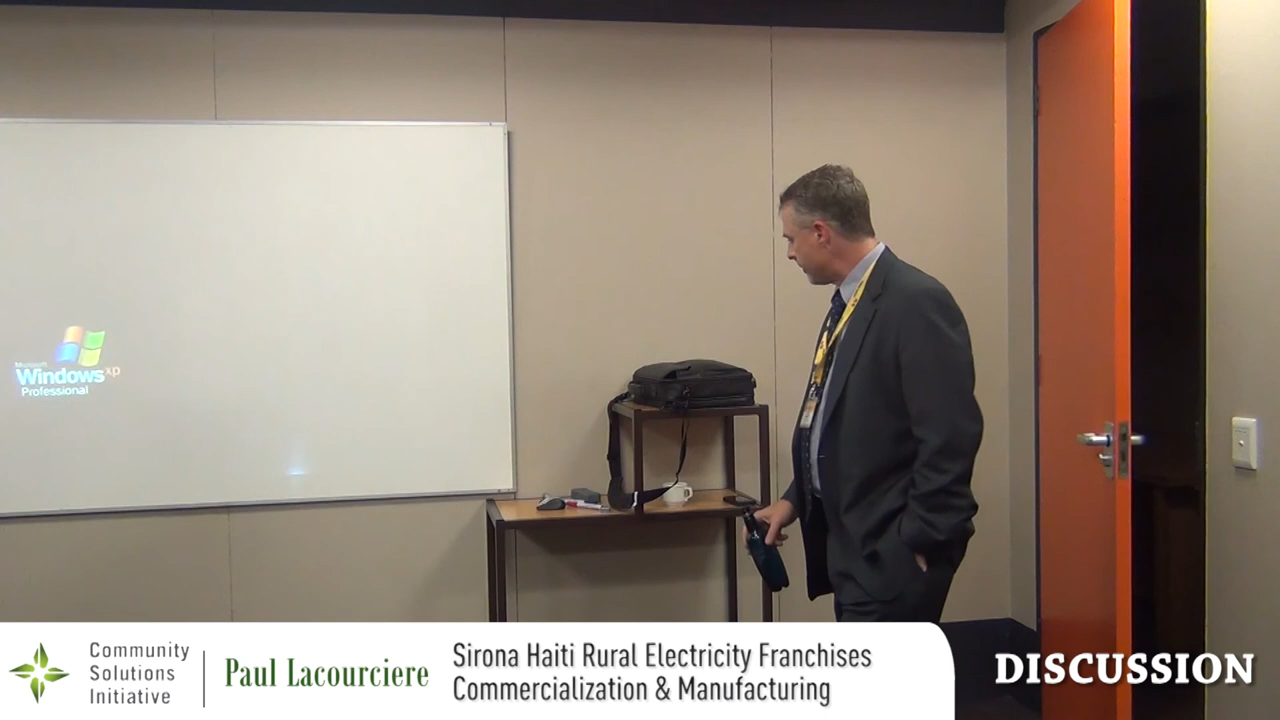 Microsoft
Windows xp
Professional
Community
Solutions
Initiative
Paul Lacourciere
Sirona Haiti Rural Electricity Franchises
Commercialization & Manufacturing
DISCUSSION